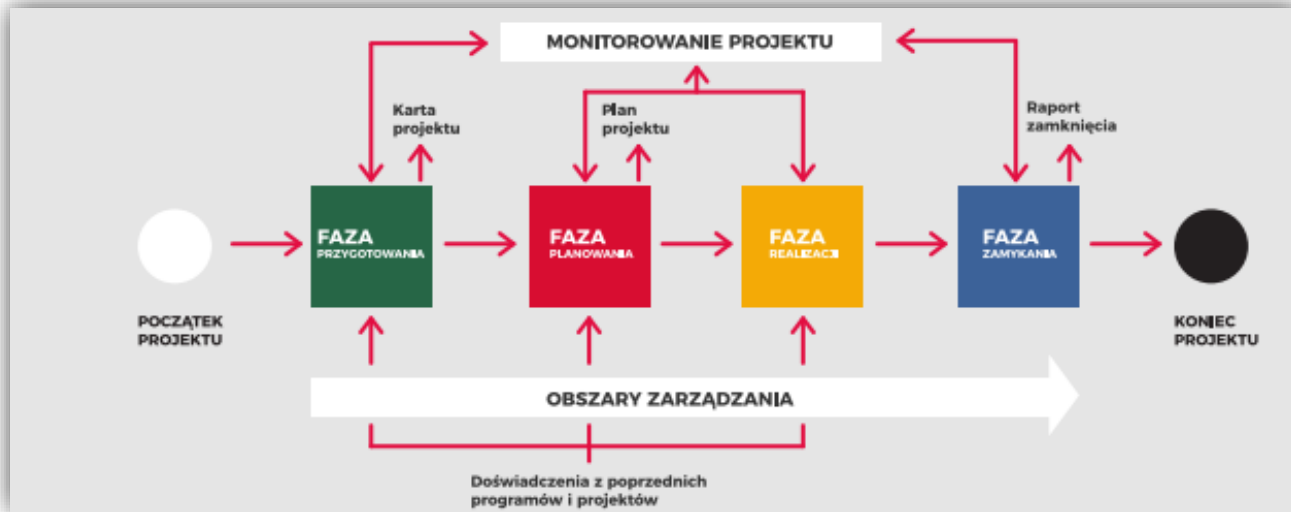 MONITOROWANIE PROJEKTU
Karta
projektu
Plan
projektu
Raport
zamknięcia
FAZA
PRZYGOTOWANIA
FAZA
PLANOWANIA
FAZA
REALIZACJI
FAZA
ZAMYKANIA
POCZĄTEK
PROJEKTU
KONIEC
PROJEKTU
OBSZARY ZARZĄDZANIA
Doświadczenia z poprzednich
programów i projektów